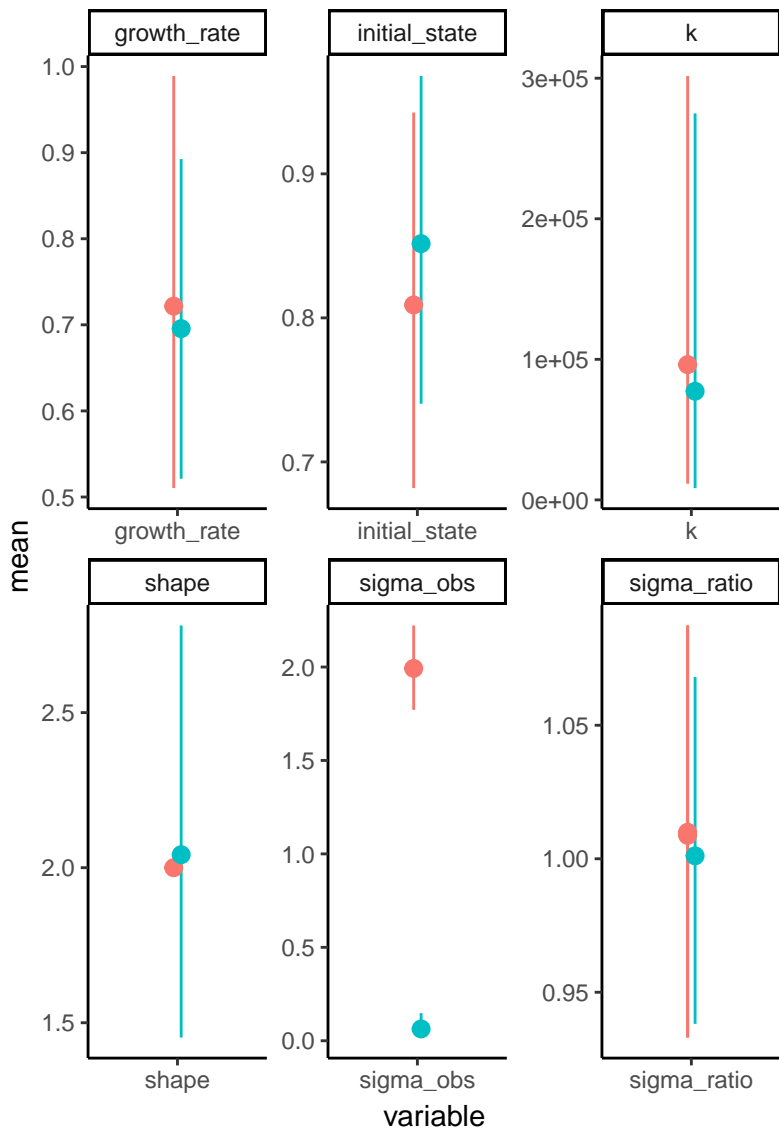 growth_rate
initial_state
k
1.0
0.9
0.8
0.7
0.6
0.5
0.9
0.8
0.7
3e+05
2e+05
1e+05
0e+00
growth_rate
initial_state
k
mean
shape
sigma_obs
sigma_ratio
2.5
2.0
1.5
2.0
1.5
1.0
0.5
0.0
1.05
1.00
0.95
shape
sigma_obs
sigma_ratio
variable